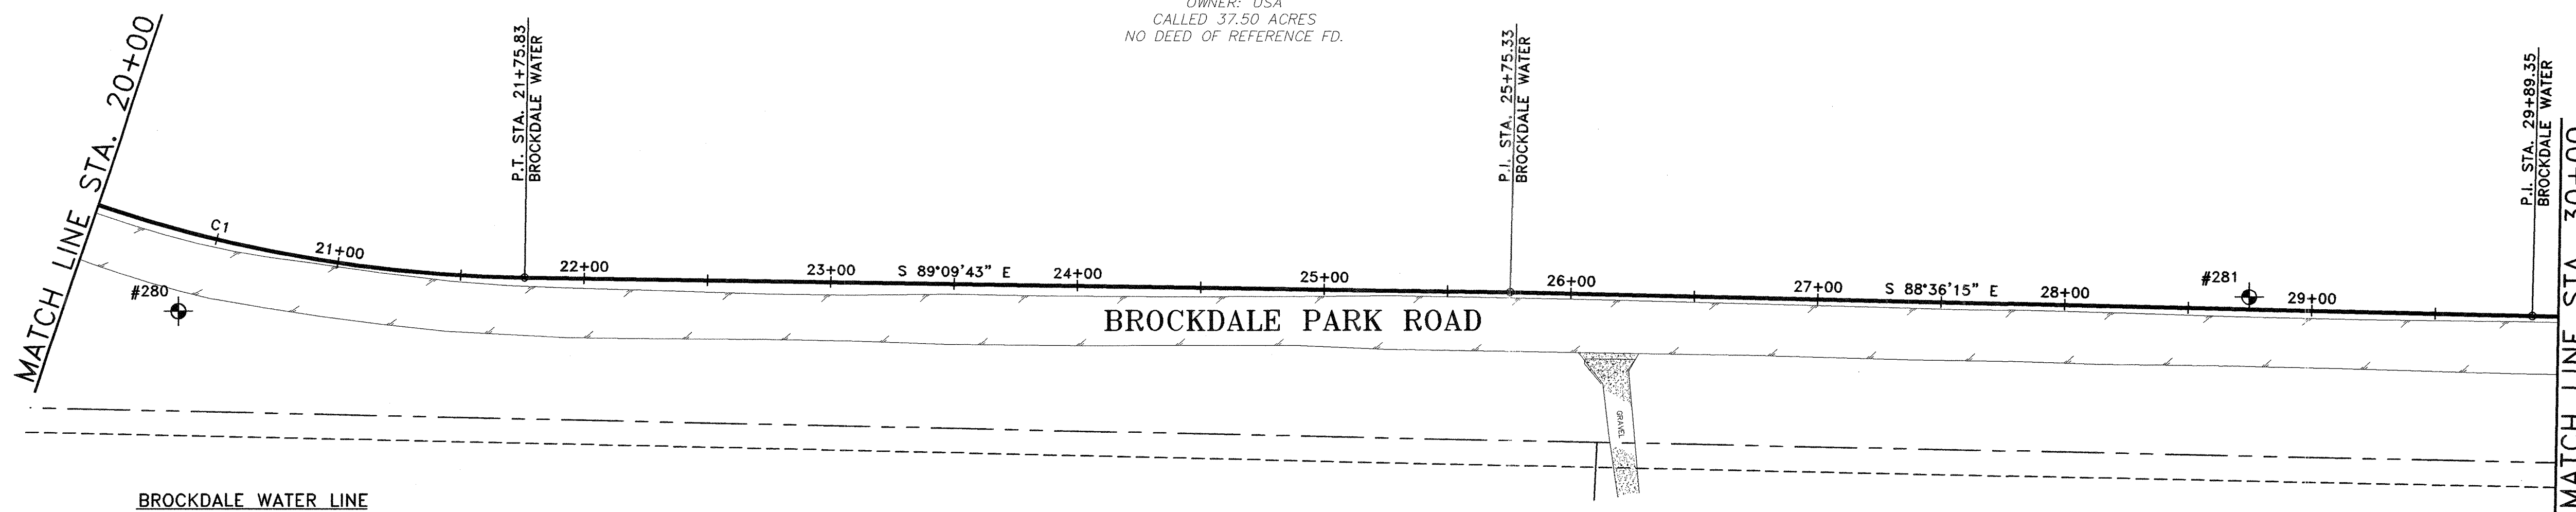 OWNER: USA
CALLED 37.50 ACRES
NO DEED OF REFERENCE FD.
MATCH LINE STA. 20+00
P.T. STA. 21+75.83
BROCKDALE WATER
P.I. STA. 25+75.33
BROCKDALE WATER
P.I. STA. 29+89.35
BROCKDALE WATER
MATCH LINE STA. 30+00
C1
21+00
22+00
23+00
S 89°09'43" E
24+00
25+00
26+00
27+00
S 88°36'15" E
28+00
29+00
#280
#281
BROCKDALE PARK ROAD
GRAVEL
BROCKDALE WATER LINE